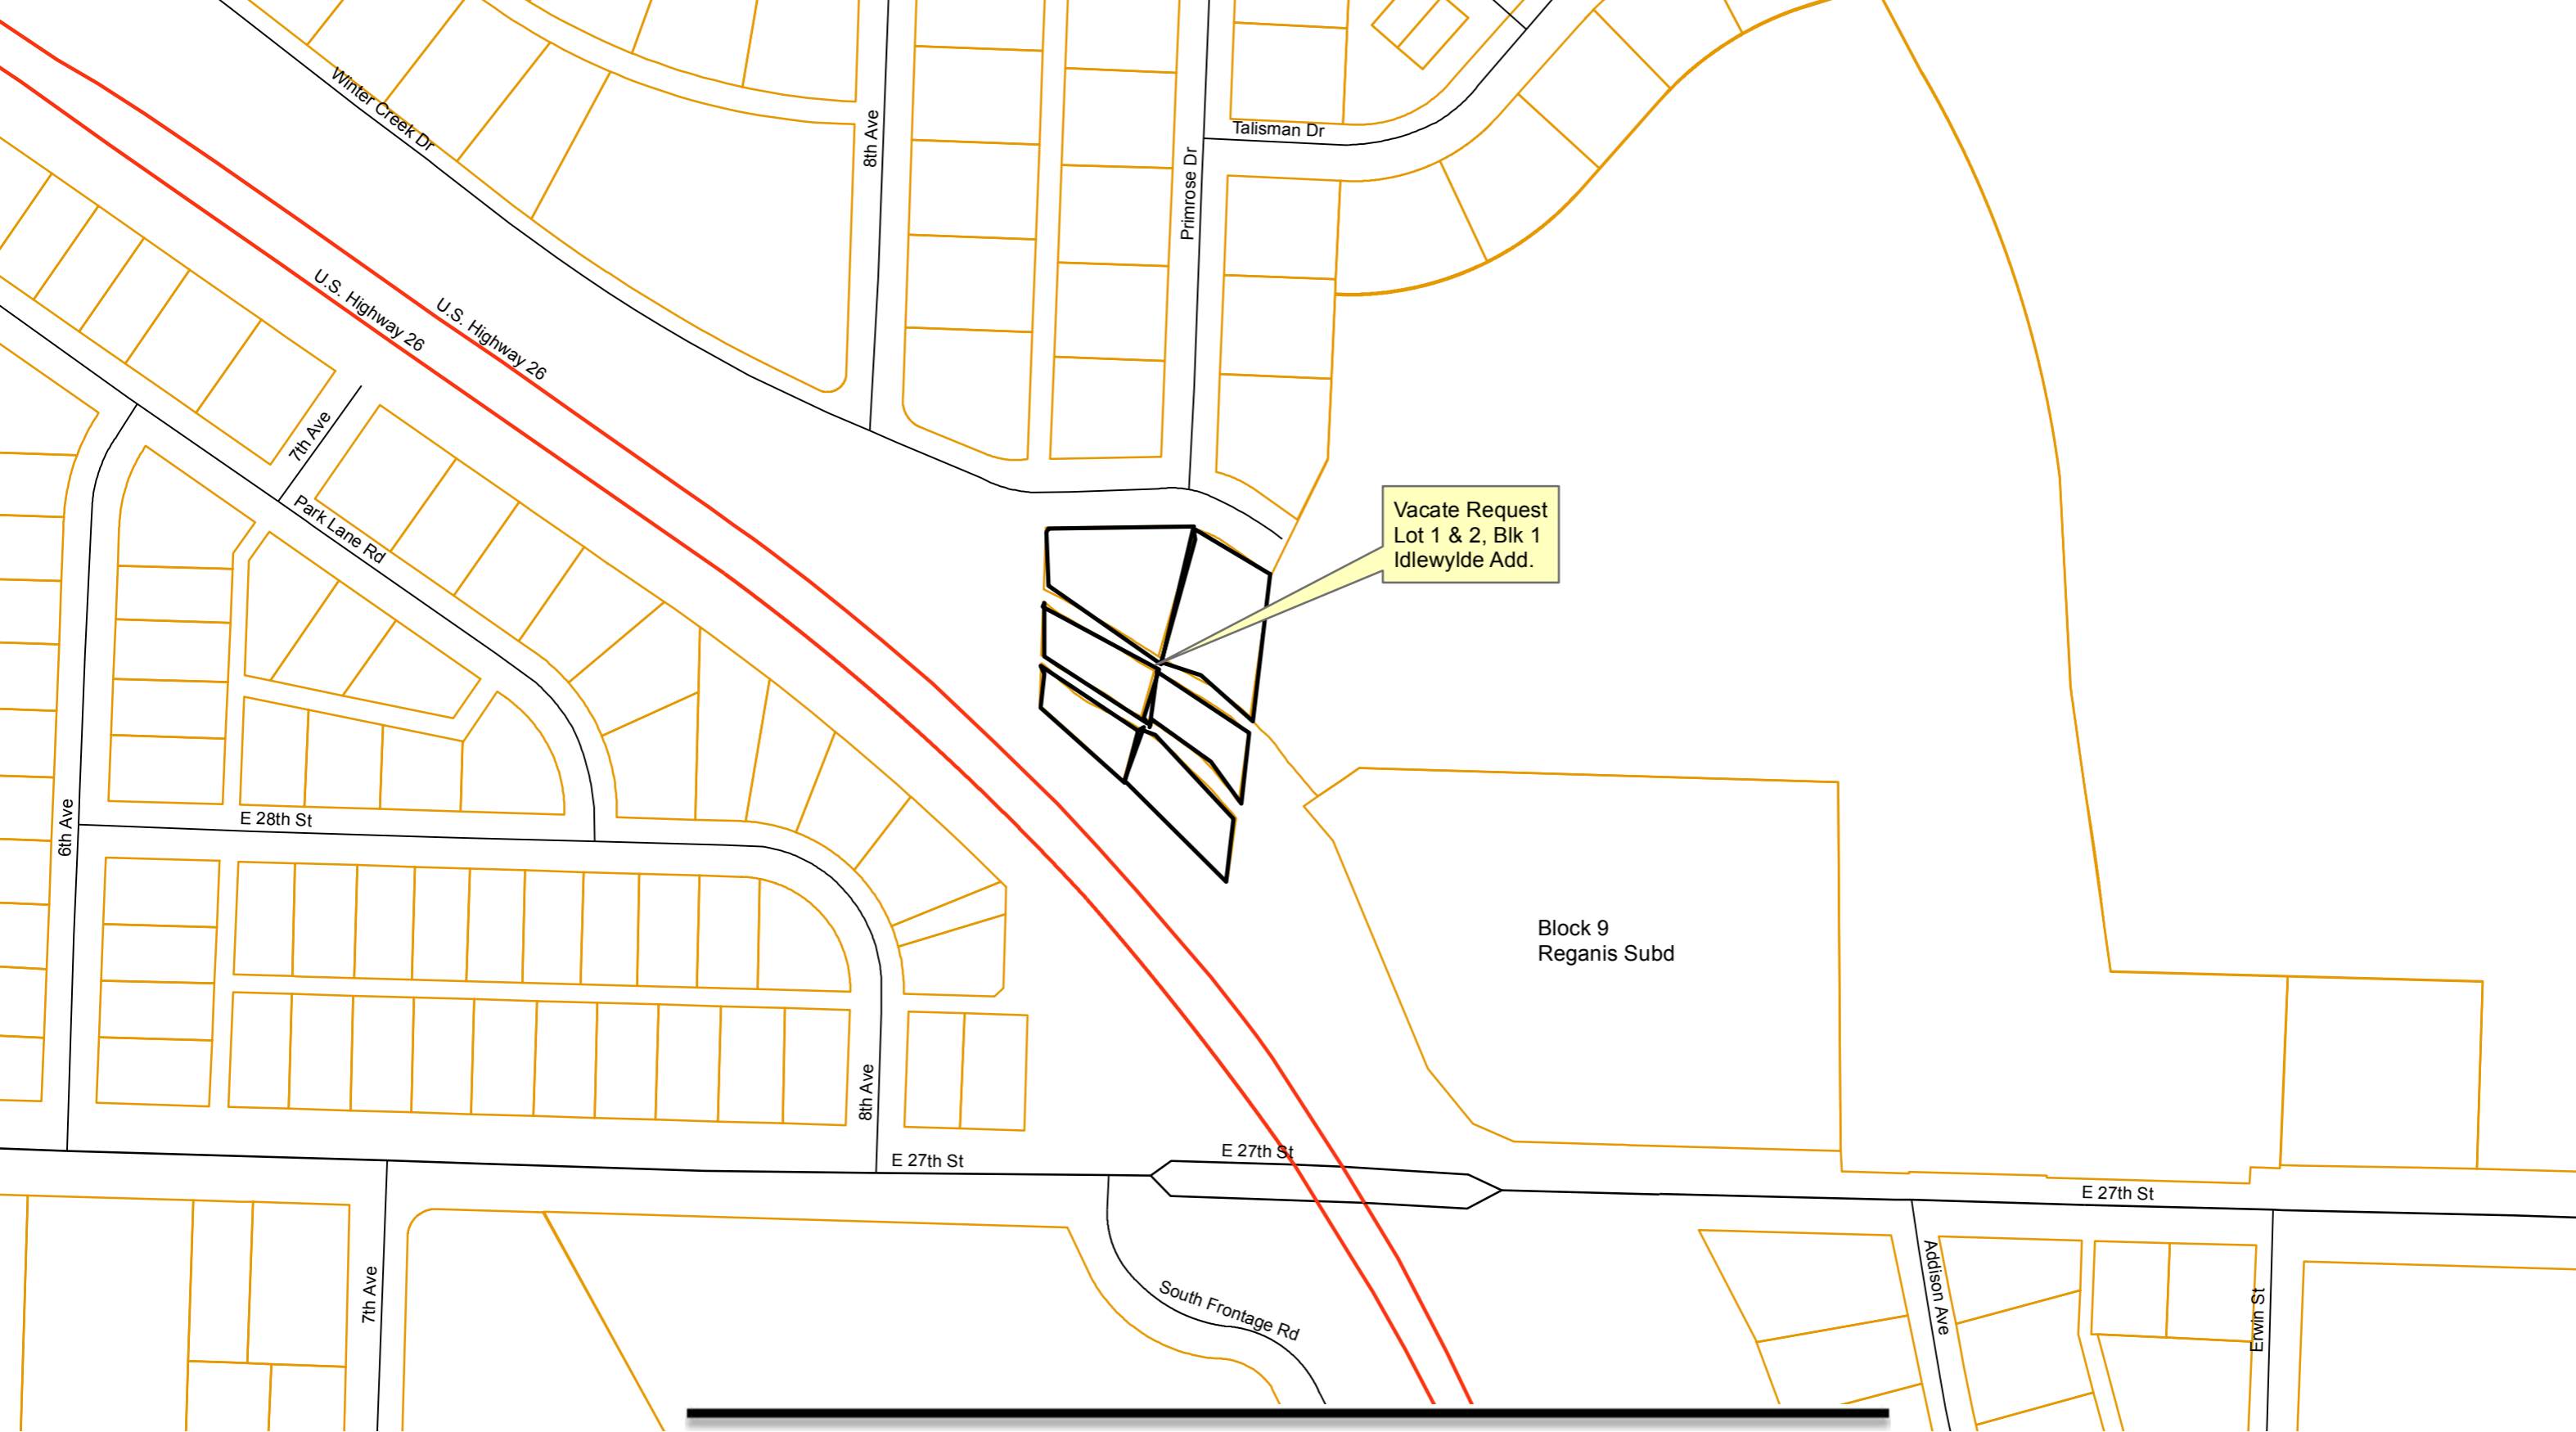 Winter Creek Dr
8th Ave
Talisman Dr
Primrose Dr
U.S. Highway 26
U.S. Highway 26
7th Ave
Park Lane Rd
Vacate Request
Lot 1 & 2, Blk 1
Idlewylde Add.
6th Ave
E 28th St
Block 9
Reganis Subd
8th Ave
E 27th St
E 27th St
E 27th St
7th Ave
South Frontage Rd
Addison Ave
Erwin St